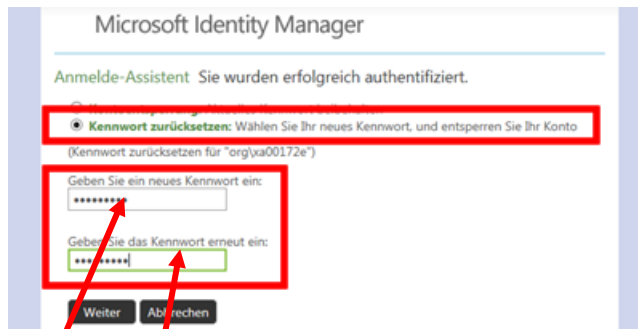 Microsoft Identity Manager
Anmelde-Assistent Sie wurden erfolgreich authentifiziert.
Kennwort zurücksetzen: Wählen Sie Ihr neues Kennwort, und entsperren Sie Ihr Konto
(Kennwort zurücksetzen für "org\xa00172e")
Geben Sie ein neues Kennwort ein:
•••••••••
Geben Sie das Kennwort erneut ein:
•••••••••
Weiter Abbrechen